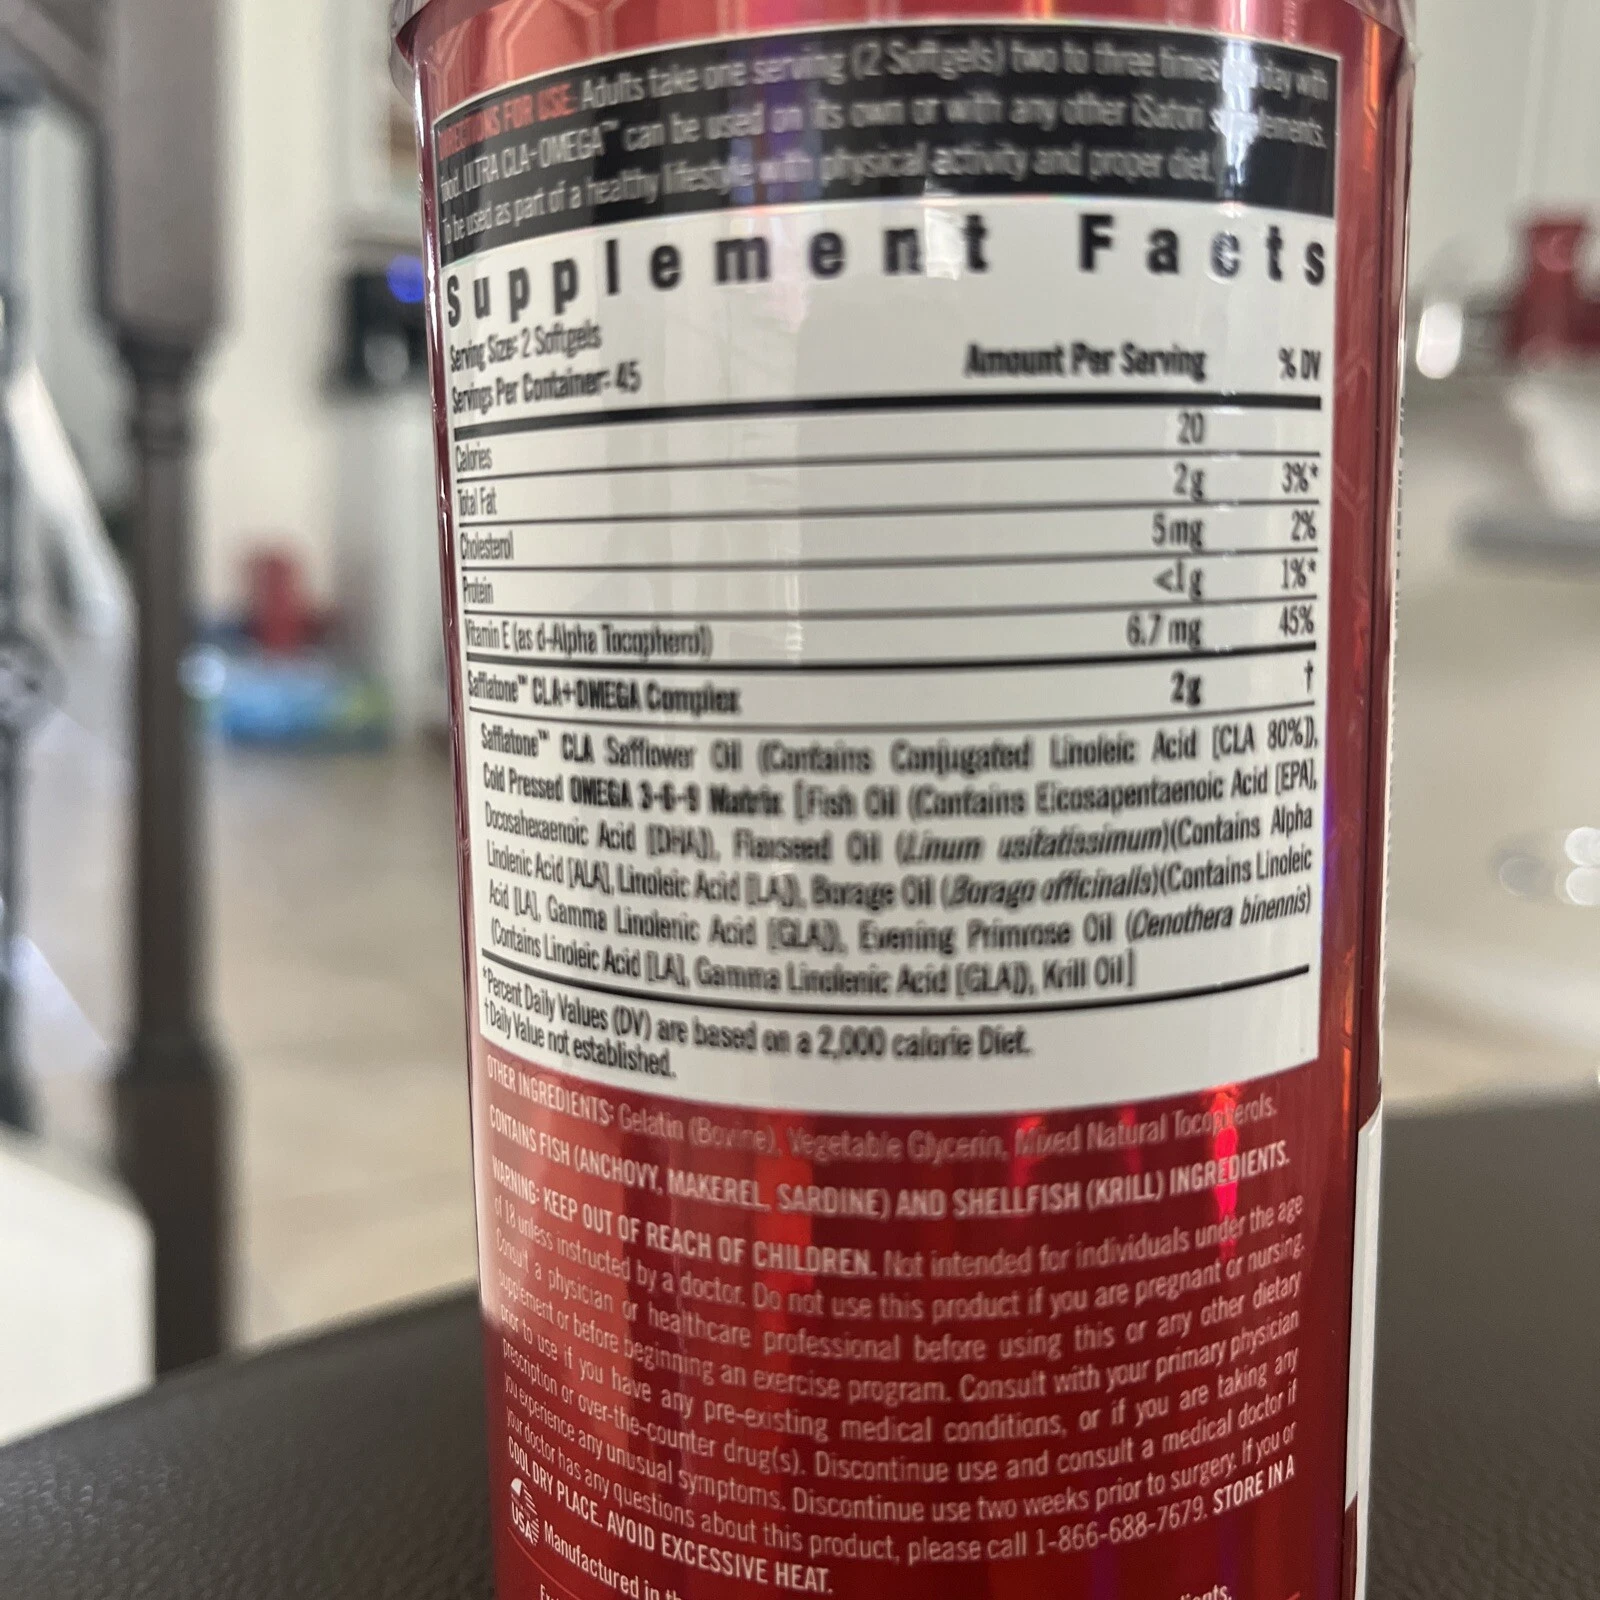 DIRECTIONS FOR USE: Adults take one serving (2 Softgels) two to three times day with
food. ULTRA CLA+OMEGA™ can be used on its own or with any other iSatori supplements.
To be used as part of a healthy lifestyle with physical activity and proper diet.
Supplement Facts
Serving Size: 2 Softgels
Servings Per Container: 45
Amount Per Serving % DV
Calories 20
Total Fat 2g 3%*
Cholesterol 5mg 2%
Protein <1g 1%*
Vitamin E (as d-Alpha Tocopherol) 6.7 mg 45%
Safflatone™ CLA+OMEGA Complex 2g †
Safflatone™ CLA Safflower Oil (Contains Conjugated Linoleic Acid [CLA 80%]),
Cold Pressed OMEGA 3-6-9 Matrix [Fish Oil (Contains Eicosapentaenoic Acid [EPA],
Docosahexaenoic Acid [DHA]), Flaxseed Oil (Linum usitatissimum)(Contains Alpha
Linolenic Acid [ALA], Linoleic Acid [LA]), Borage Oil (Borago officinalis)(Contains Linoleic
Acid [LA], Gamma Linolenic Acid [GLA]), Evening Primrose Oil (Oenothera binennis)
(Contains Linoleic Acid [LA], Gamma Linolenic Acid [GLA]), Krill Oil]
*Percent Daily Values (DV) are based on a 2,000 calorie Diet.
†Daily Value not established.
OTHER INGREDIENTS: Gelatin (Bovine), Vegetable Glycerin, Mixed Natural Tocopherols.
CONTAINS FISH (ANCHOVY, MAKEREL, SARDINE) AND SHELLFISH (KRILL) INGREDIENTS.
WARNING: KEEP OUT OF REACH OF CHILDREN. Not intended for individuals under the age
of 18 unless instructed by a doctor. Do not use this product if you are pregnant or nursing.
Consult a physician or healthcare professional before using this or any other dietary
supplement or before beginning an exercise program. Consult with your primary physician
prior to use if you have any pre-existing medical conditions, or if you are taking any
prescription or over-the-counter drug(s). Discontinue use and consult a medical doctor if
you experience any unusual symptoms. Discontinue use two weeks prior to surgery. If you or
your doctor has any questions about this product, please call 1-866-688-7679. STORE IN A
COOL DRY PLACE. AVOID EXCESSIVE HEAT.
USA
Manufactured in